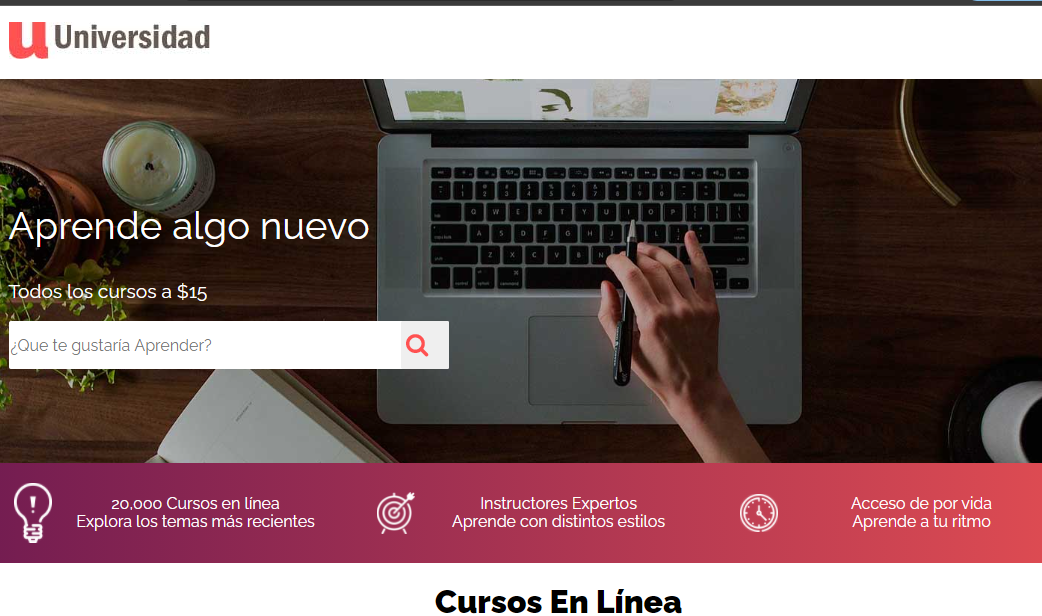 u Universidad
Aprende algo nuevo
Todos los cursos a $15
¿Que te gustaría Aprender?
20,000 Cursos en línea
Explora los temas más recientes
Instructores Expertos
Aprende con distintos estilos
Acceso de por vida
Aprende a tu ritmo
Cursos En Línea